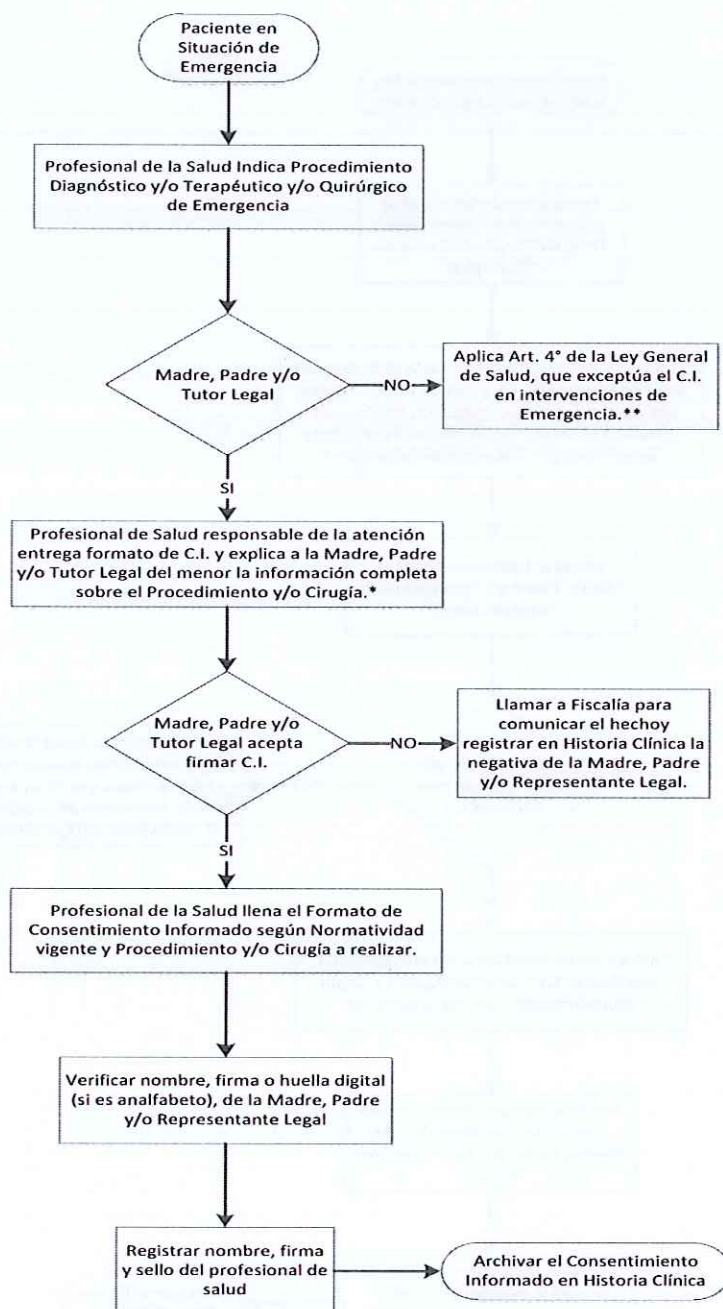 Paciente en
Situación de
Emergencia
Profesional de la Salud Indica Procedimiento
Diagnóstico y/o Terapéutico y/o Quirúrgico
de Emergencia
Madre, Padre y/o
Tutor Legal
NO
Aplica Art. 4° de la Ley General
de Salud, que exceptúa el C.I.
en intervenciones de
Emergencia.**
SI
Profesional de Salud responsable de la atención
entrega formato de C.I. y explica a la Madre, Padre
y/o Tutor Legal del menor la información completa
sobre el Procedimiento y/o Cirugía.*
Madre, Padre y/o
Tutor Legal acepta
firmar C.I.
NO
Llamar a Fiscalía para
comunicar el hechoy
registrar en Historia Clínica la
negativa de la Madre, Padre
y/o Representante Legal.
SI
Profesional de la Salud llena el Formato de
Consentimiento Informado según Normatividad
vigente y Procedimiento y/o Cirugía a realizar.
Verificar nombre, firma o huella digital
(si es analfabeto), de la Madre, Padre
y/o Representante Legal
Registrar nombre, firma
y sello del profesional de
salud
Archivar el Consentimiento
Informado en Historia Clínica